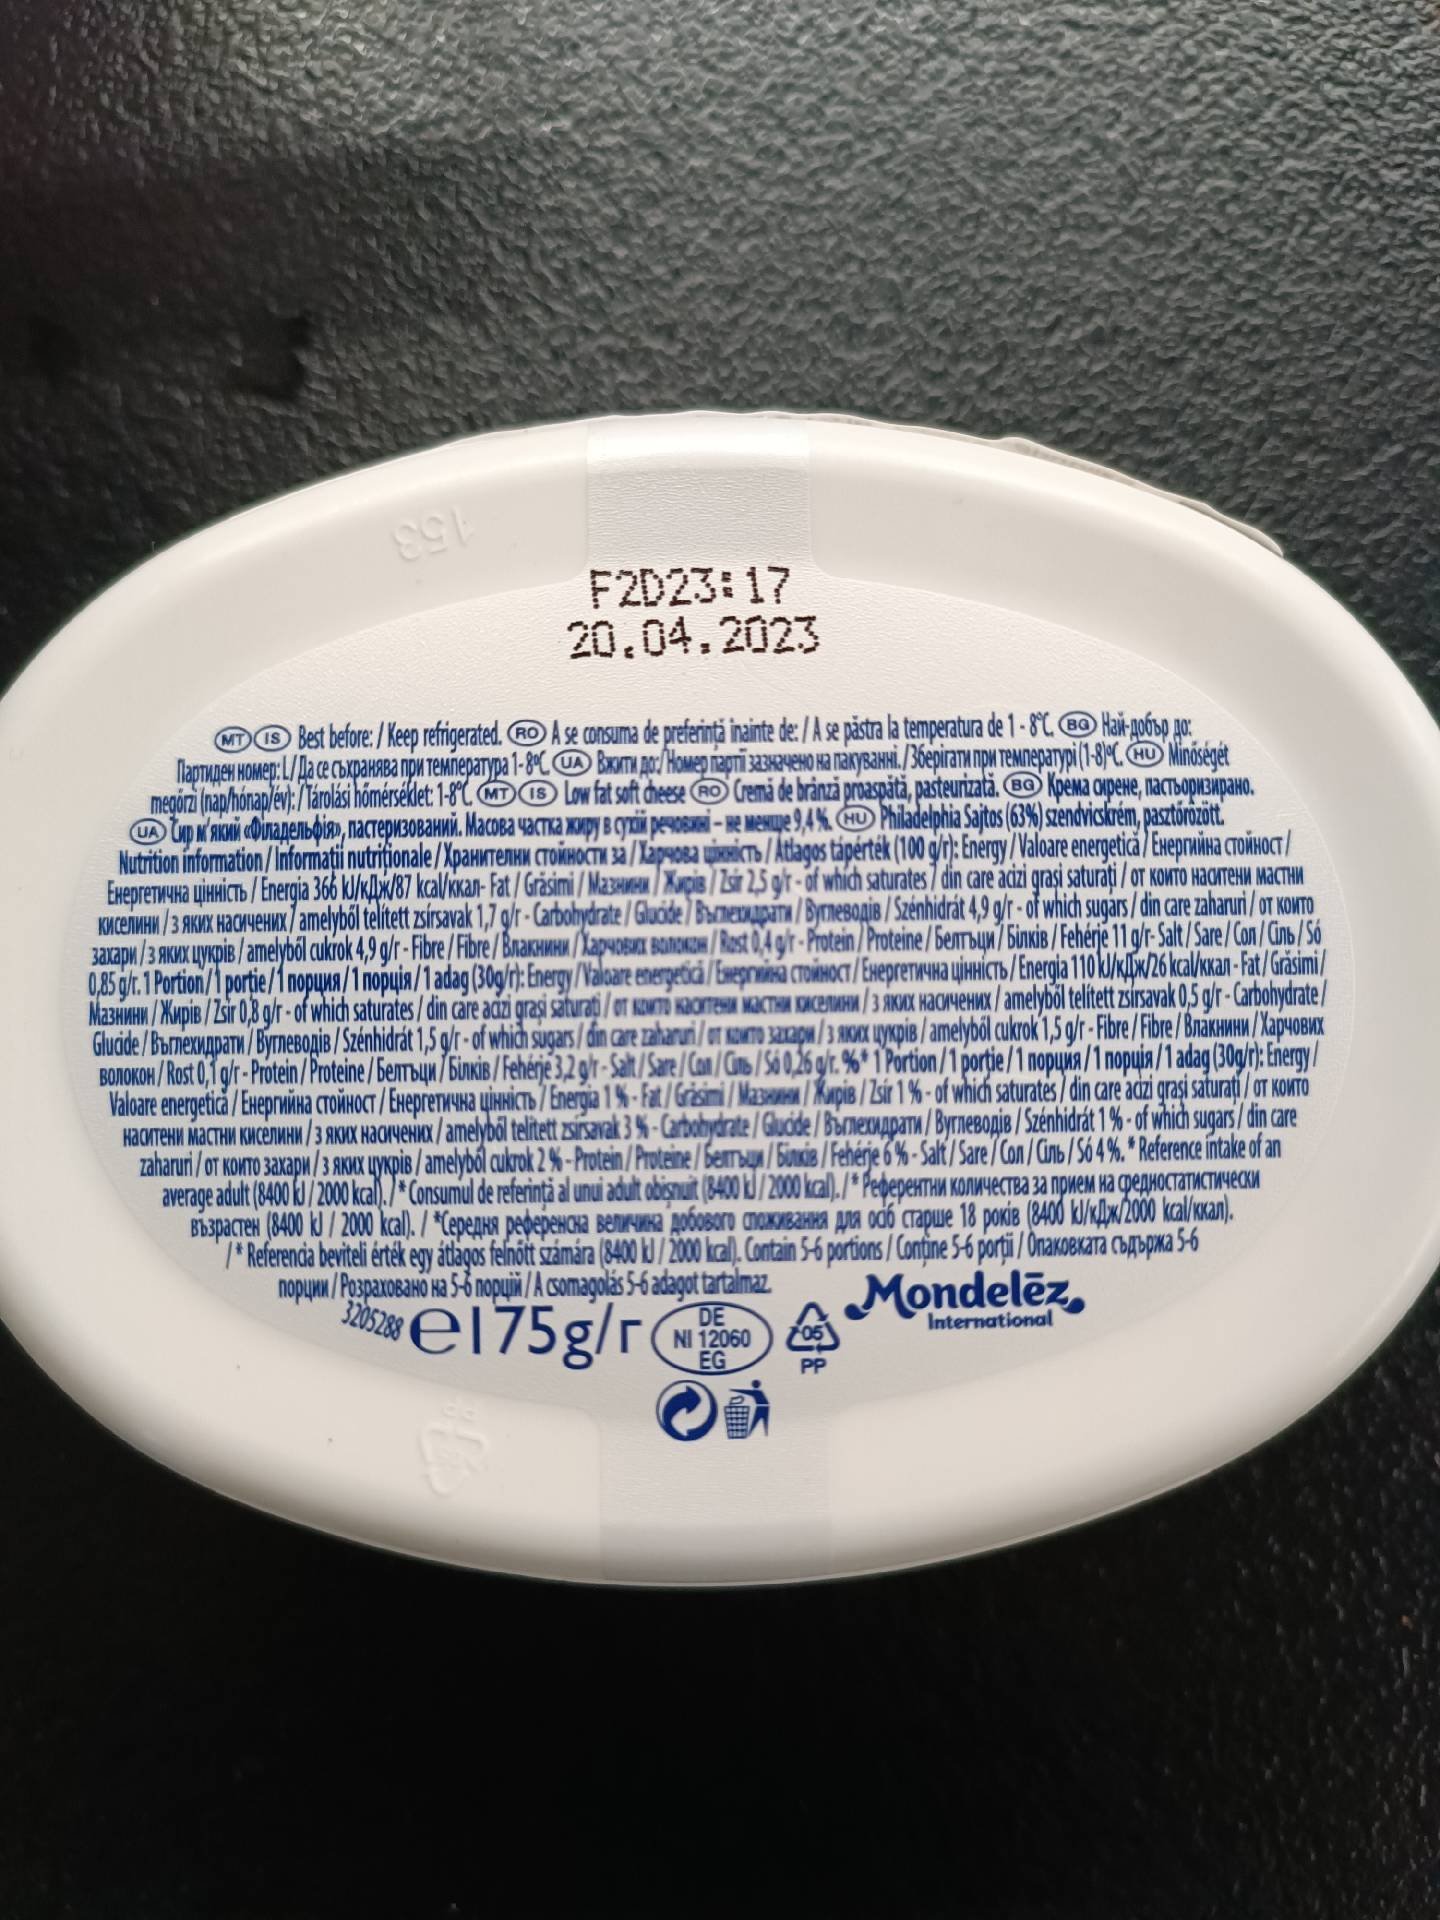 153
F2D23:17
20.04.2023
MT IS Best before: / Keep refrigerated. RO A se consuma de preferință înainte de: / A se păstra la temperatura de 1 - 8°C. BG Най-добър до:
Партиден номер: L / Да се съхранява при температура 1-8°C. UA Вжити до:/Номер партії зазначено на пакуванні. / Зберігати при температурі (1-8)°C. HU Minőségét
megőrzi (nap/hónap/év): / Tárolási hőmérséklet: 1-8°C. MT IS Low fat soft cheese RO Cremă de brânză proaspătă, pasteurizată. BG Крема сирене, пастьоризирано.
UA Сир м'який «Філадельфія», пастеризований. Масова частка жиру в сухій речовині – не менше 9,4 %. HU Philadelphia Sajtos (63%) szendvicskrém, pasztőrözött.
Nutrition information / Informații nutriționale / Хранителни стойности за / Харчова цінність / Átlagos tápérték (100 g/г): Energy / Valoare energetică / Енергийна стойност /
Енергетична цінність / Energia 366 kJ/кДж/87 kcal/ккал- Fat / Grăsimi / Мазнини / Жирів / Zsír 2,5 g/г - of which saturates / din care acizi grași saturați / от които наситени мастни
киселини / з яких насичених / amelyből telített zsírsavak 1,7 g/г - Carbohydrate / Glucide / Въглехидрати / Вуглеводів / Szénhidrát 4,9 g/г - of which sugars / din care zaharuri / от които
захари / з яких цукрів / amelyből cukrok 4,9 g/г - Fibre / Fibre / Влакнини / Харчових волокон / Rost 0,4 g/г - Protein / Proteine / Белтъци / Білків / Fehérje 11 g/г- Salt / Sare / Сол / Сіль / Só
0,85 g/г. 1 Portion / 1 porție / 1 порция / 1 порція / 1 adag (30g/г): Energy / Valoare energetică / Енергийна стойност / Енергетична цінність / Energia 110 kJ/кДж/26 kcal/ккал - Fat / Grăsimi /
Мазнини / Жирів / Zsír 0,8 g/г - of which saturates / din care acizi grași saturați / от които наситени мастни киселини / з яких насичених / amelyből telített zsírsavak 0,5 g/г - Carbohydrate /
Glucide / Въглехидрати / Вуглеводів / Szénhidrát 1,5 g/г - of which sugars / din care zaharuri / от които захари / з яких цукрів / amelyből cukrok 1,5 g/г - Fibre / Fibre / Влакнини / Харчових
волокон / Rost 0,1 g/г - Protein / Proteine / Белтъци / Білків / Fehérje 3,2 g/г - Salt / Sare / Сол / Сіль / Só 0,26 g/г. %* 1 Portion / 1 porție / 1 порция / 1 порція / 1 adag (30g/г): Energy /
Valoare energetică / Енергийна стойност / Енергетична цінність / Energia 1 % - Fat / Grăsimi / Мазнини / Жирів / Zsír 1 % - of which saturates / din care acizi grași saturați / от които
наситени мастни киселини / з яких насичених / amelyből telített zsírsavak 3 % - Carbohydrate / Glucide / Въглехидрати / Вуглеводів / Szénhidrát 1 % - of which sugars / din care
zaharuri / от които захари / з яких цукрів / amelyből cukrok 2 % - Protein / Proteine / Белтъци / Білків / Fehérje 6 % - Salt / Sare / Сол / Сіль / Só 4 %. * Reference intake of an
average adult (8400 kJ / 2000 kcal). / * Consumul de referință al unui adult obișnuit (8400 kJ / 2000 kcal). / * Референтни количества за прием на среднoстатистически
възрастен (8400 kJ / 2000 kcal). / *Середня референсна величина добового споживання для осіб старше 18 років (8400 kJ/кДж/2000 kcal/ккал).
/ * Referencia beviteli érték egy átlagos felnőtt számára (8400 kJ / 2000 kcal). Contain 5-6 portions / Conține 5-6 porții / Опаковката съдържа 5-6
порции / Розраховано на 5-6 порцій / A csomagolás 5-6 adagot tartalmaz.
3205288 e175g/г DE NI 12060 EG 05 PP Mondelēz International